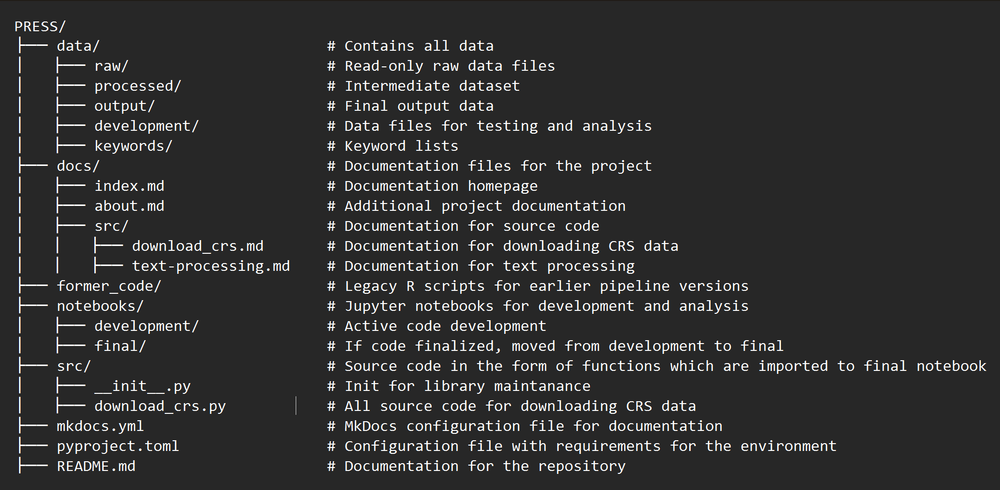 PRESS/
├── data/ # Contains all data
│   ├── raw/ # Read-only raw data files
│   ├── processed/ # Intermediate dataset
│   ├── output/ # Final output data
│   ├── development/ # Data files for testing and analysis
│   ├── keywords/ # Keyword lists
├── docs/ # Documentation files for the project
│   ├── index.md # Documentation homepage
│   ├── about.md # Additional project documentation
│   ├── src/ # Documentation for source code
│   │   ├── download_crs.md # Documentation for downloading CRS data
│   │   ├── text-processing.md # Documentation for text processing
├── former_code/ # Legacy R scripts for earlier pipeline versions
├── notebooks/ # Jupyter notebooks for development and analysis
│   ├── development/ # Active code development
│   ├── final/ # If code finalized, moved from development to final
├── src/ # Source code in the form of functions which are imported to final notebook
│   ├── __init__.py # Init for library maintanance
│   ├── download_crs.py # All source code for downloading CRS data
├── mkdocs.yml # MkDocs configuration file for documentation
├── pyproject.toml # Configuration file with requirements for the environment
├── README.md # Documentation for the repository